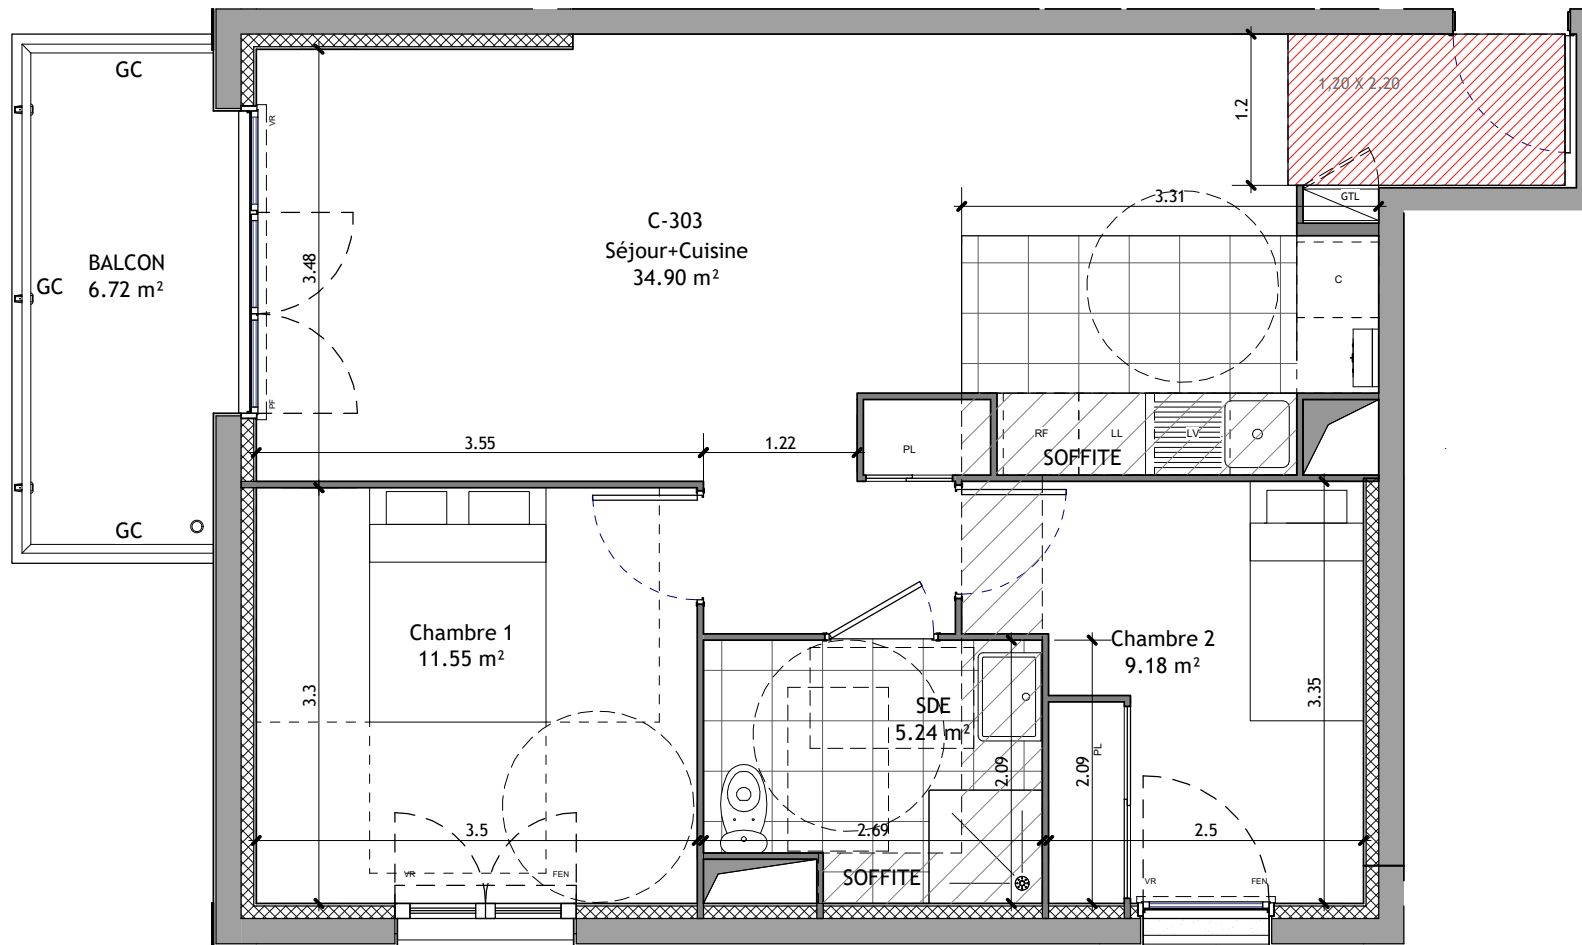 GC
1,20 X 2.20
1.2
VR
GTL
3.31
C-303
Séjour+Cuisine
34.90 m²
BALCON
6.72 m²
GC
3.48
C
PF
3.55
1.22
PL
RF
LL
LV
SOFFITE
GC
Chambre 1
11.55 m²
Chambre 2
9.18 m²
3.3
SDE
5.24 m²
3.35
2.09
2.09
PL
3.5
2.69
2.5
VR
FEN
SOFFITE
VR
FEN